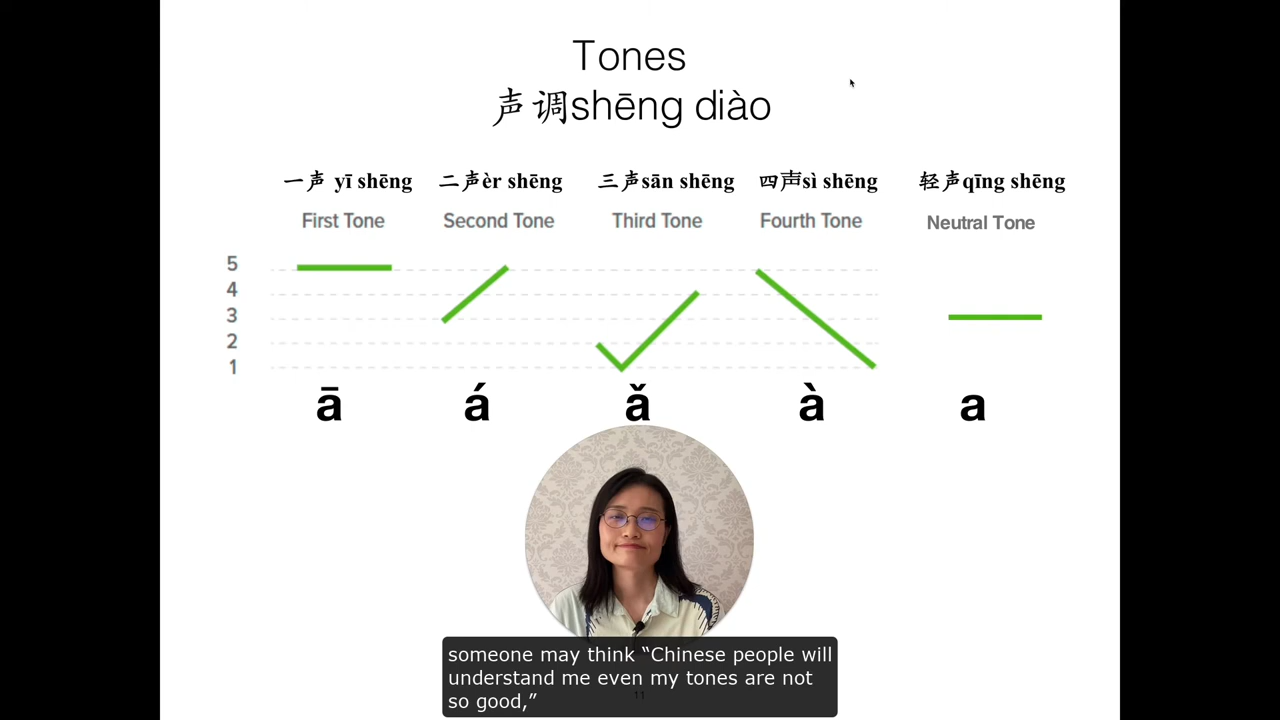 Tones
声调shēng diào
一声 yī shēng 二声èr shēng 三声sān shēng 四声sì shēng 轻声qīng shēng
First Tone Second Tone Third Tone Fourth Tone Neutral Tone
5
4
3
2
1
ā á ǎ à a
someone may think “Chinese people will
understand me even my tones are not
so good,”
11